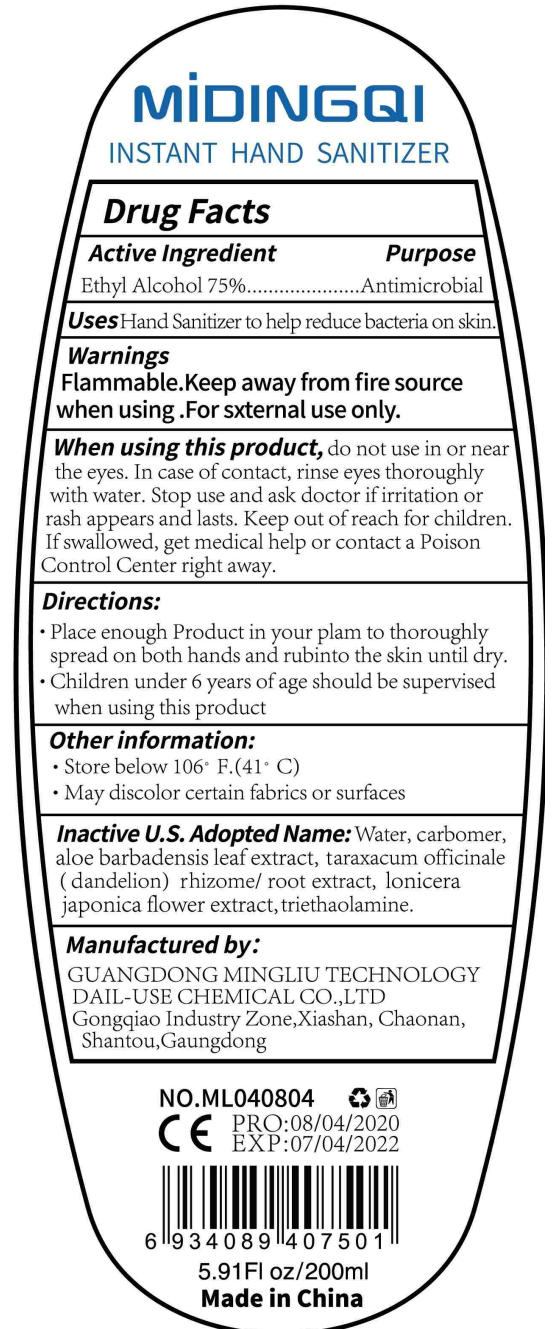 MiDINGQI
INSTANT HAND SANITIZER
Drug Facts
Active Ingredient Purpose
Ethyl Alcohol 75%.....................Antimicrobial
Uses Hand Sanitizer to help reduce bacteria on skin.
Warnings
Flammable.Keep away from fire source
when using .For sxternal use only.
When using this product, do not use in or near
the eyes. In case of contact, rinse eyes thoroughly
with water. Stop use and ask doctor if irritation or
rash appears and lasts. Keep out of reach for children.
If swallowed, get medical help or contact a Poison
Control Center right away.
Directions:
· Place enough Product in your plam to thoroughly
spread on both hands and rubinto the skin until dry.
· Children under 6 years of age should be supervised
when using this product
Other information:
· Store below 106° F.(41° C)
· May discolor certain fabrics or surfaces
Inactive U.S. Adopted Name: Water, carbomer,
aloe barbadensis leaf extract, taraxacum officinale
( dandelion) rhizome/ root extract, lonicera
japonica flower extract,triethaolamine.
Manufactured by:
GUANGDONG MINGLIU TECHNOLOGY
DAIL-USE CHEMICAL CO.,LTD
Gongqiao Industry Zone,Xiashan, Chaonan,
Shantou,Gaungdong
NO.ML040804
CE PRO:08/04/2020
EXP:07/04/2022
6 934089 407501
5.91Fl oz/200ml
Made in China